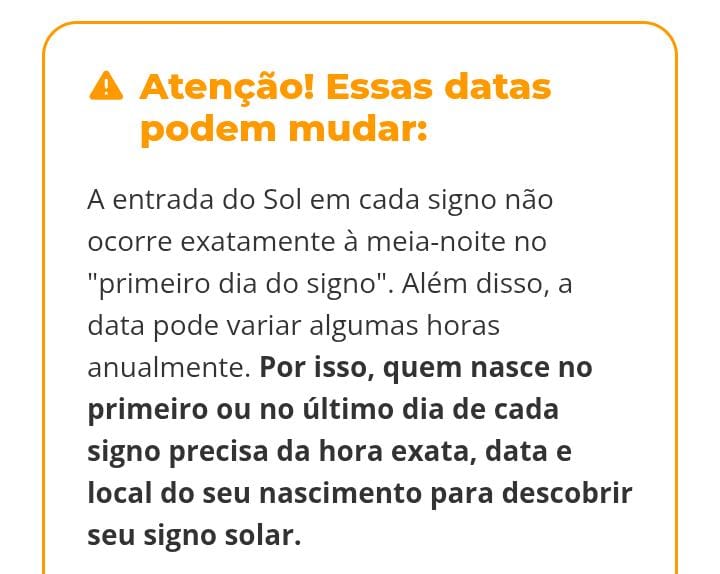 Atenção! Essas datas
podem mudar:
A entrada do Sol em cada signo não
ocorre exatamente à meia-noite no
"primeiro dia do signo". Além disso, a
data pode variar algumas horas
anualmente. Por isso, quem nasce no
primeiro ou no último dia de cada
signo precisa da hora exata, data e
local do seu nascimento para descobrir
seu signo solar.